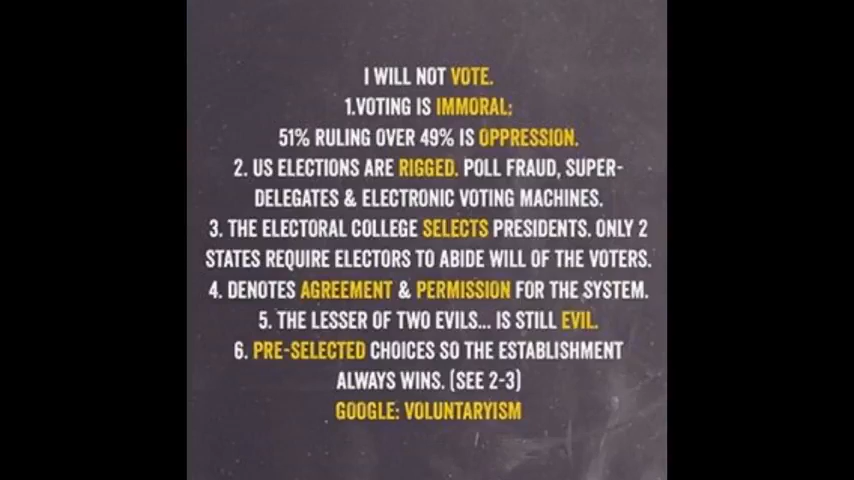 I WILL NOT VOTE.
1.VOTING IS IMMORAL;
51% RULING OVER 49% IS OPPRESSION.
2. US ELECTIONS ARE RIGGED. POLL FRAUD, SUPER-
DELEGATES & ELECTRONIC VOTING MACHINES.
3. THE ELECTORAL COLLEGE SELECTS PRESIDENTS. ONLY 2
STATES REQUIRE ELECTORS TO ABIDE WILL OF THE VOTERS.
4. DENOTES AGREEMENT & PERMISSION FOR THE SYSTEM.
5. THE LESSER OF TWO EVILS... IS STILL EVIL.
6. PRE-SELECTED CHOICES SO THE ESTABLISHMENT
ALWAYS WINS. (SEE 2-3)
GOOGLE: VOLUNTARYISM